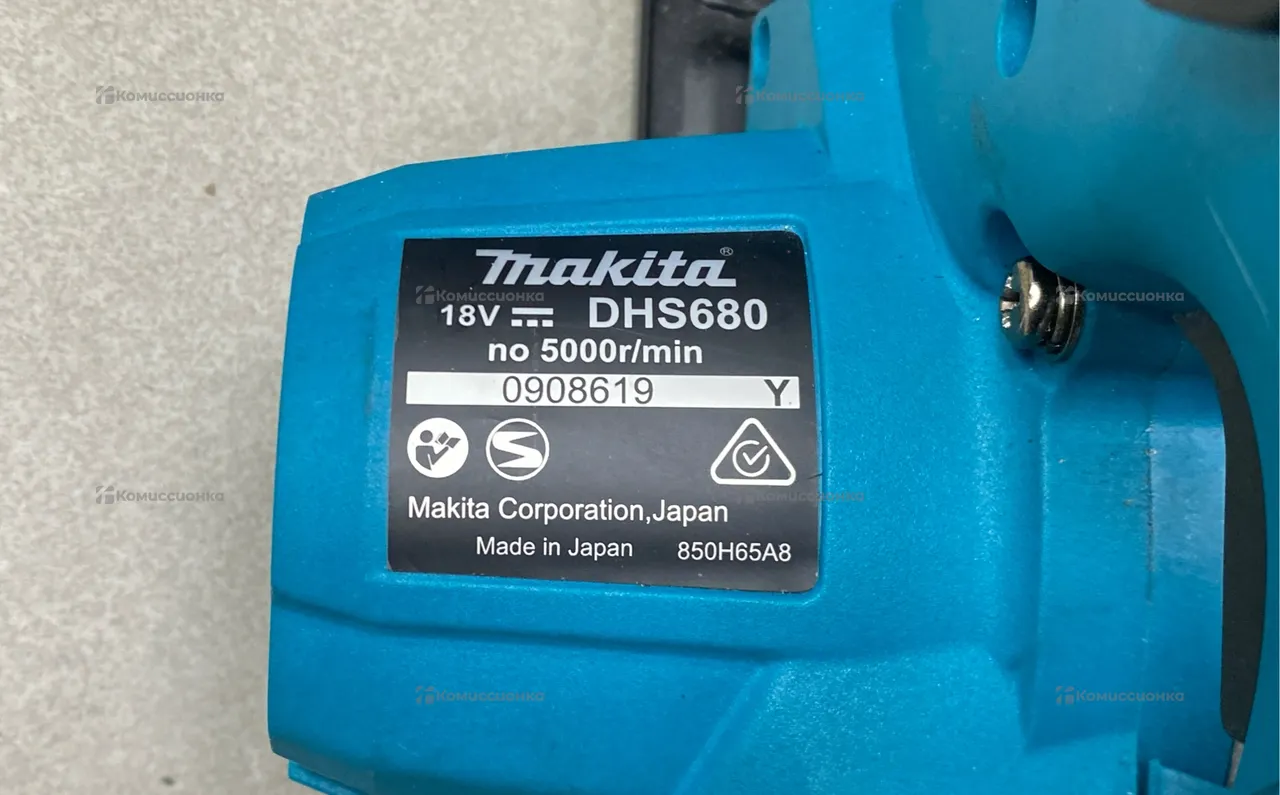 Makita®
18V DHS680
no 5000r/min
0908619 Y
Makita Corporation,Japan
Made in Japan 850H65A8
Комиссионка
Комиссионка
Комиссионка
Комиссионка
Комиссионка
Комиссионка
Комиссионка
Комиссионка